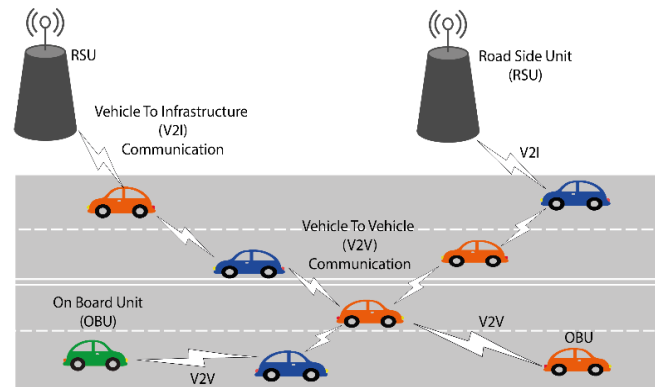 RSU
Road Side Unit
(RSU)
Vehicle To Infrastructure
(V2I)
Communication
V2I
Vehicle To Vehicle
(V2V)
Communication
On Board Unit
(OBU)
V2V
OBU
V2V